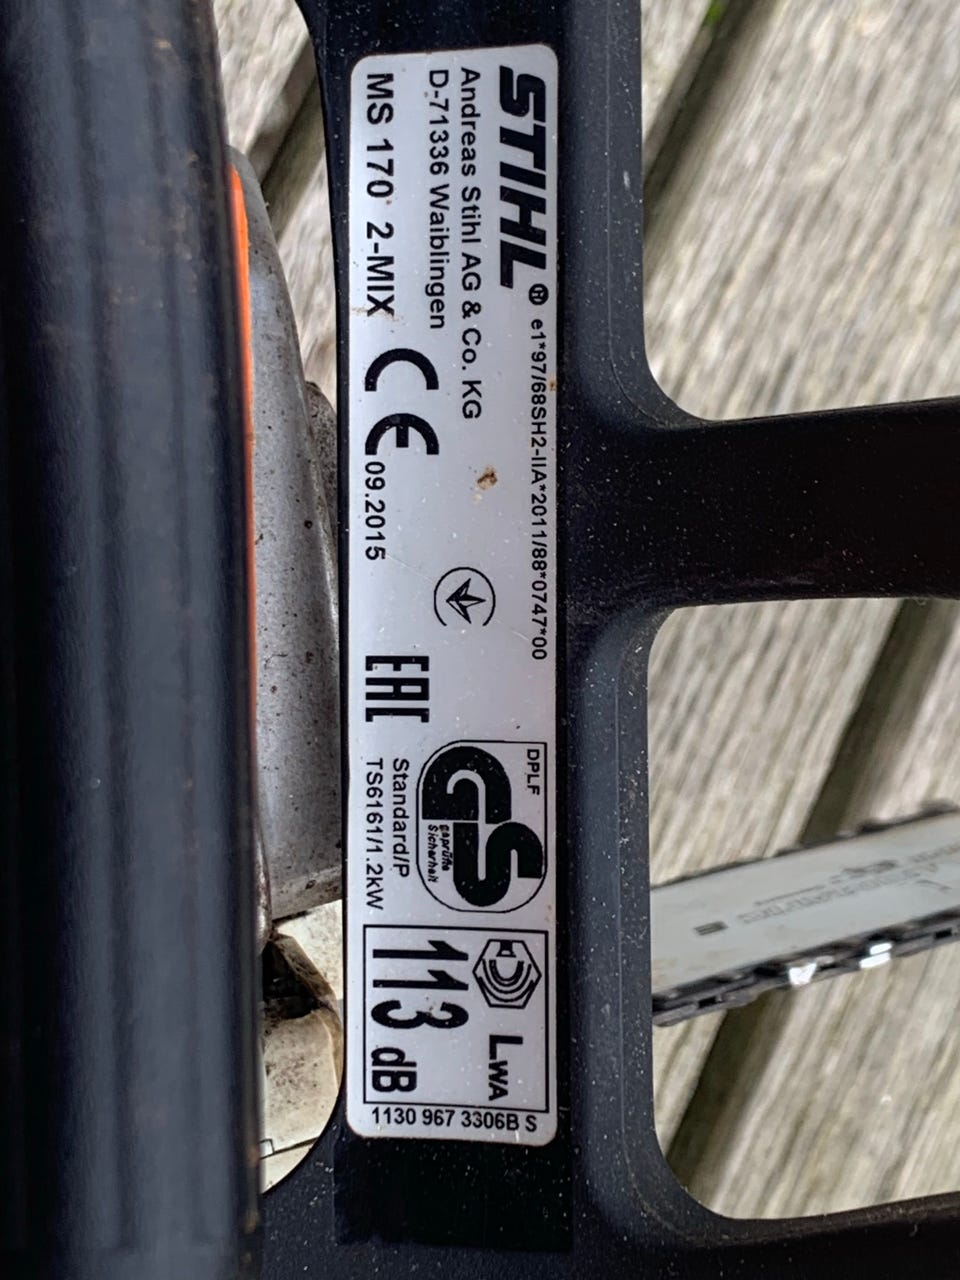 STIHL®
e1*97/68SH2-IIA*2011/88*0747*00
Andreas Stihl AG & Co. KG
D-71336 Waiblingen
MS 170 2-MIX
CE
09.2015
EAC
DPLF
GS
geprüfte
Sicherheit
Standard/P
TS6161/1.2kW
LWA
113 dB
1130 967 3306B S